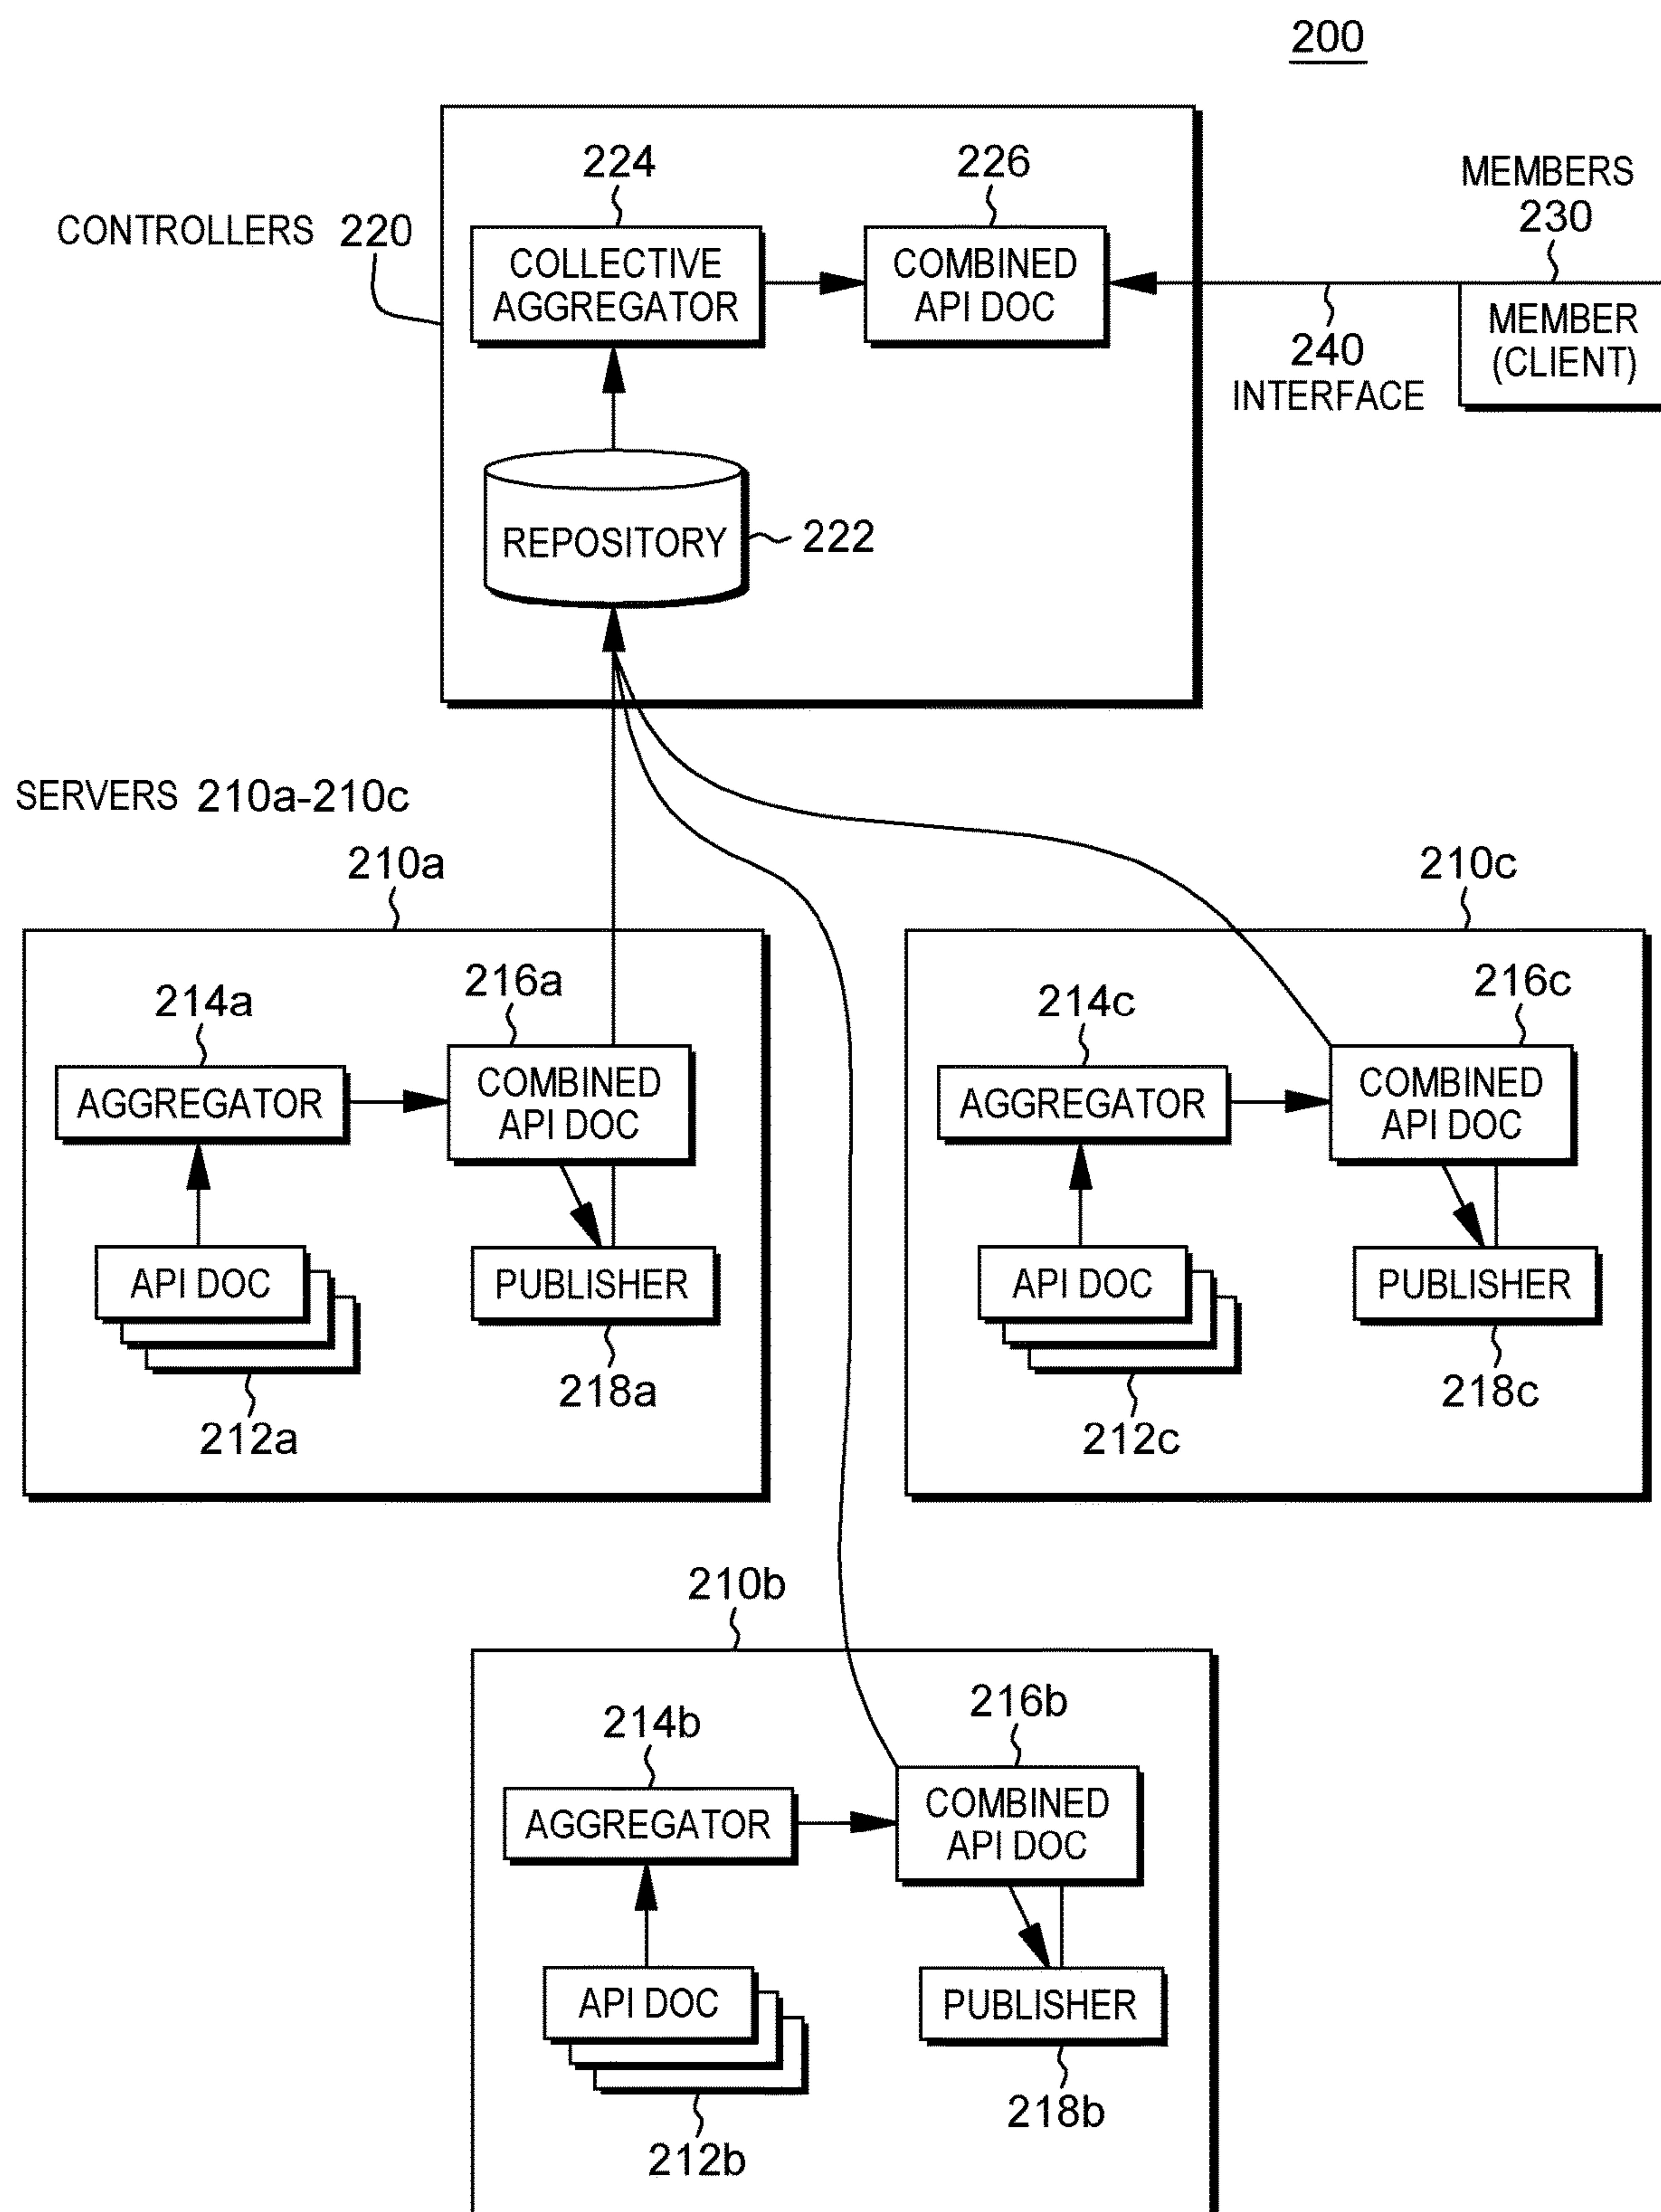 200
224
226
MEMBERS
230
CONTROLLERS 220
COLLECTIVE
AGGREGATOR
COMBINED
API DOC
MEMBER
(CLIENT)
240
INTERFACE
REPOSITORY
222
SERVERS 210a-210c
210a
210c
214a
216a
AGGREGATOR
COMBINED
API DOC
API DOC
PUBLISHER
212a
218a
214c
216c
AGGREGATOR
COMBINED
API DOC
API DOC
PUBLISHER
212c
218c
210b
214b
216b
AGGREGATOR
COMBINED
API DOC
API DOC
PUBLISHER
212b
218b